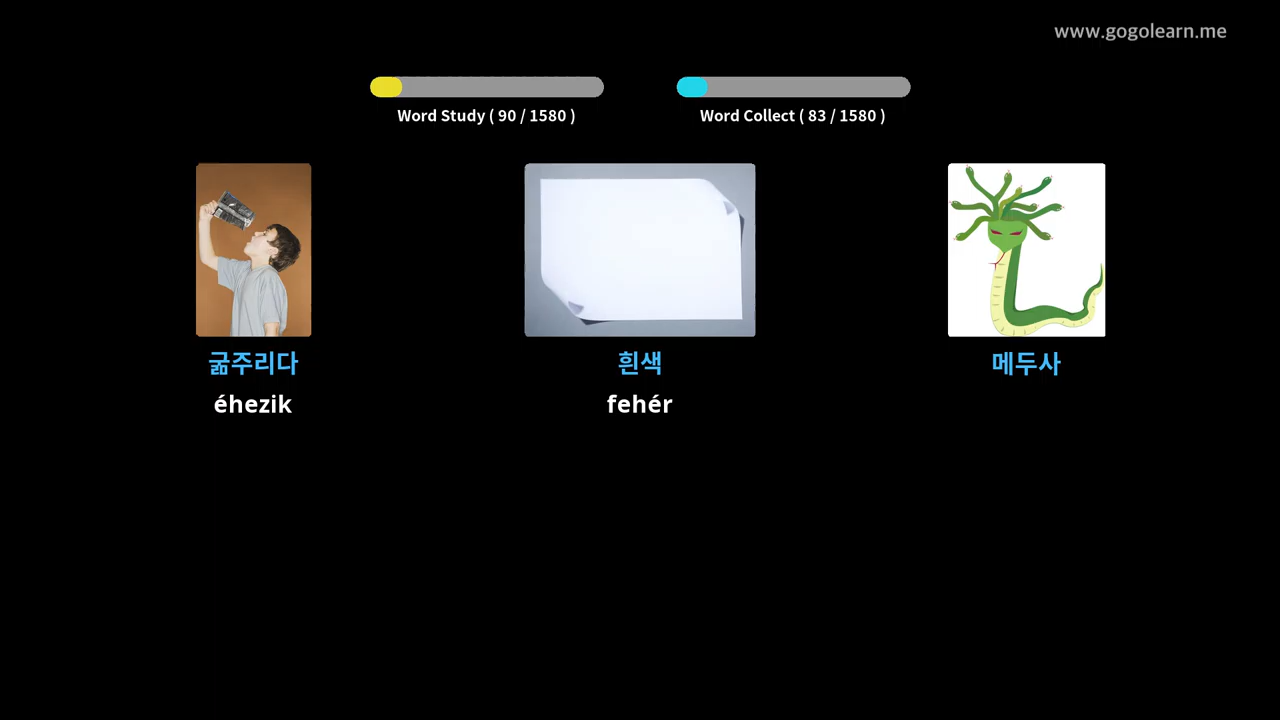 www.gogolearn.me
Word Study ( 90 / 1580 )
Word Collect ( 83 / 1580 )
굶주리다
흰색
메두사
éhezik
fehér